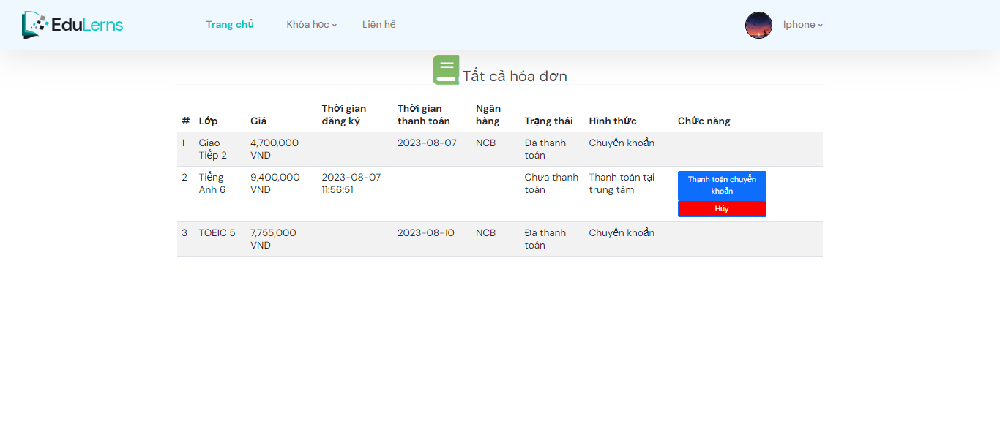 EduLerns
Trang chủ Khóa học Liên hệ Iphone
Tất cả hóa đơn
# Lớp Giá Thời gian đăng ký Thời gian thanh toán Ngân hàng Trạng thái Hình thức Chức năng
1 Giao Tiếp 2 4,700,000 VND 2023-08-07 NCB Đã thanh toán Chuyển khoản
2 Tiếng Anh 6 9,400,000 VND 2023-08-07 11:56:51 Chưa thanh toán Thanh toán tại trung tâm
Thanh toán chuyển
khoản
Hủy
3 TOEIC 5 7,755,000 VND 2023-08-10 NCB Đã thanh toán Chuyển khoản